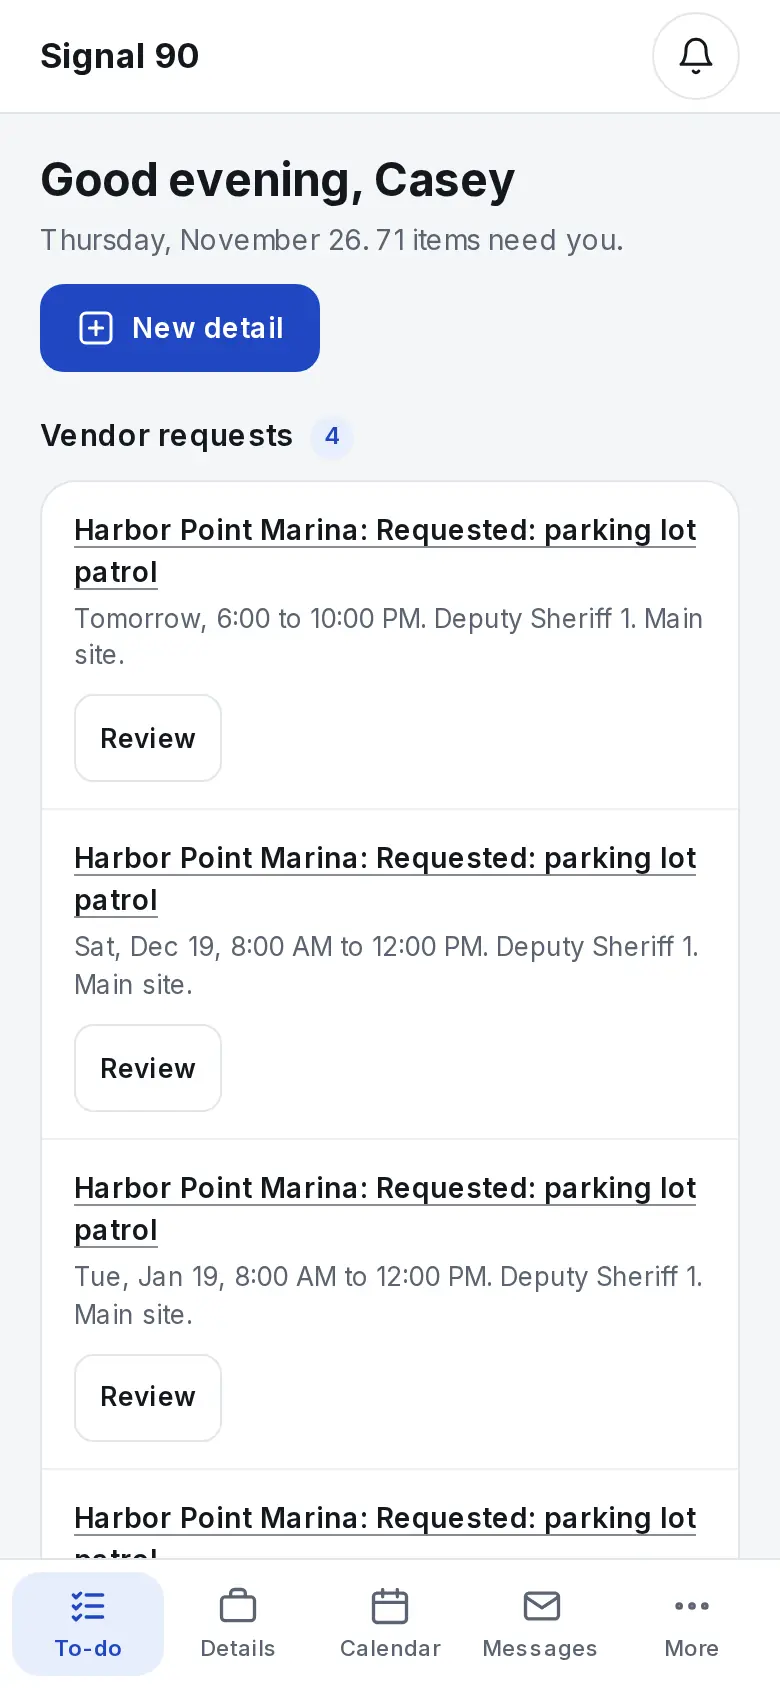 Signal 90
Good evening, Casey
Thursday, November 26. 71 items need you.
New detail
Vendor requests 4
Harbor Point Marina: Requested: parking lot
patrol
Tomorrow, 6:00 to 10:00 PM. Deputy Sheriff 1. Main
site.
Review
Harbor Point Marina: Requested: parking lot
patrol
Sat, Dec 19, 8:00 AM to 12:00 PM. Deputy Sheriff 1.
Main site.
Review
Harbor Point Marina: Requested: parking lot
patrol
Tue, Jan 19, 8:00 AM to 12:00 PM. Deputy Sheriff 1.
Main site.
Review
Harbor Point Marina: Requested: parking lot
patrol
To-do
Details
Calendar
Messages
More